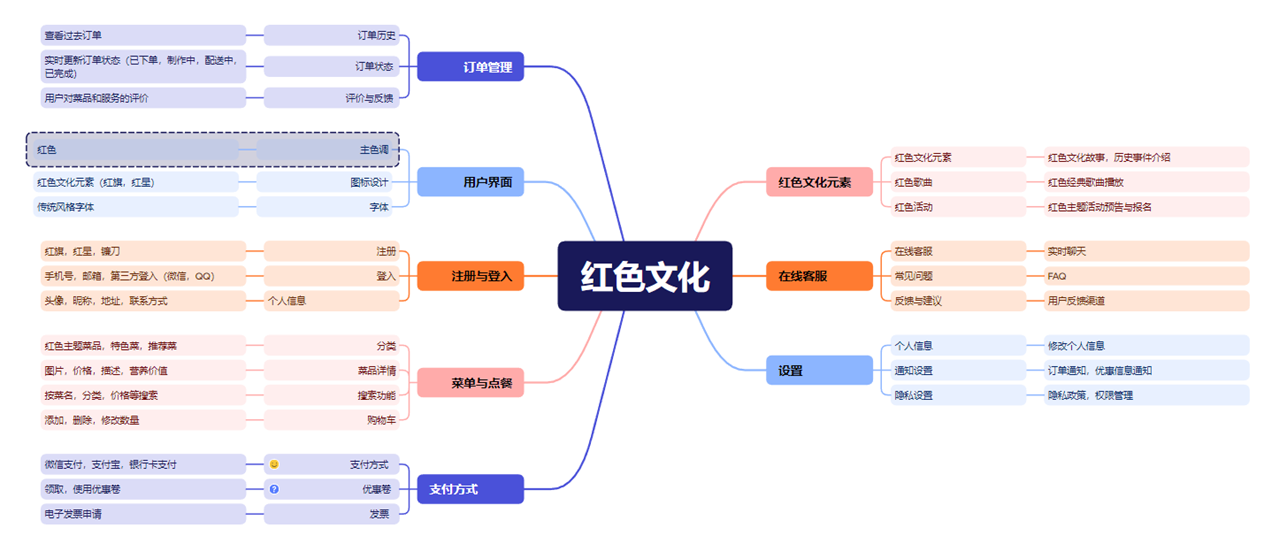 红色文化
订单管理
订单历史
查看过去订单
订单状态
实时更新订单状态（已下单，制作中，配送中，
已完成）
评价与反馈
用户对菜品和服务的评价
用户界面
主色调
红色
图标设计
红色文化元素（红旗，红星）
字体
传统风格字体
注册与登入
注册
红旗，红星，镰刀
登入
手机号，邮箱，第三方登入（微信，QQ）
个人信息
头像，昵称，地址，联系方式
菜单与点餐
分类
红色主题菜品，特色菜，推荐菜
菜品详情
图片，价格，描述，营养价值
搜索功能
按菜名，分类，价格等搜索
购物车
添加，删除，修改数量
支付方式
支付方式
微信支付，支付宝，银行卡支付
优惠卷
领取，使用优惠卷
发票
电子发票申请
红色文化元素
红色文化元素
红色文化故事，历史事件介绍
红色歌曲
红色经典歌曲播放
红色活动
红色主题活动预告与报名
在线客服
在线客服
实时聊天
常见问题
FAQ
反馈与建议
用户反馈渠道
设置
个人信息
修改个人信息
通知设置
订单通知，优惠信息通知
隐私设置
隐私政策，权限管理